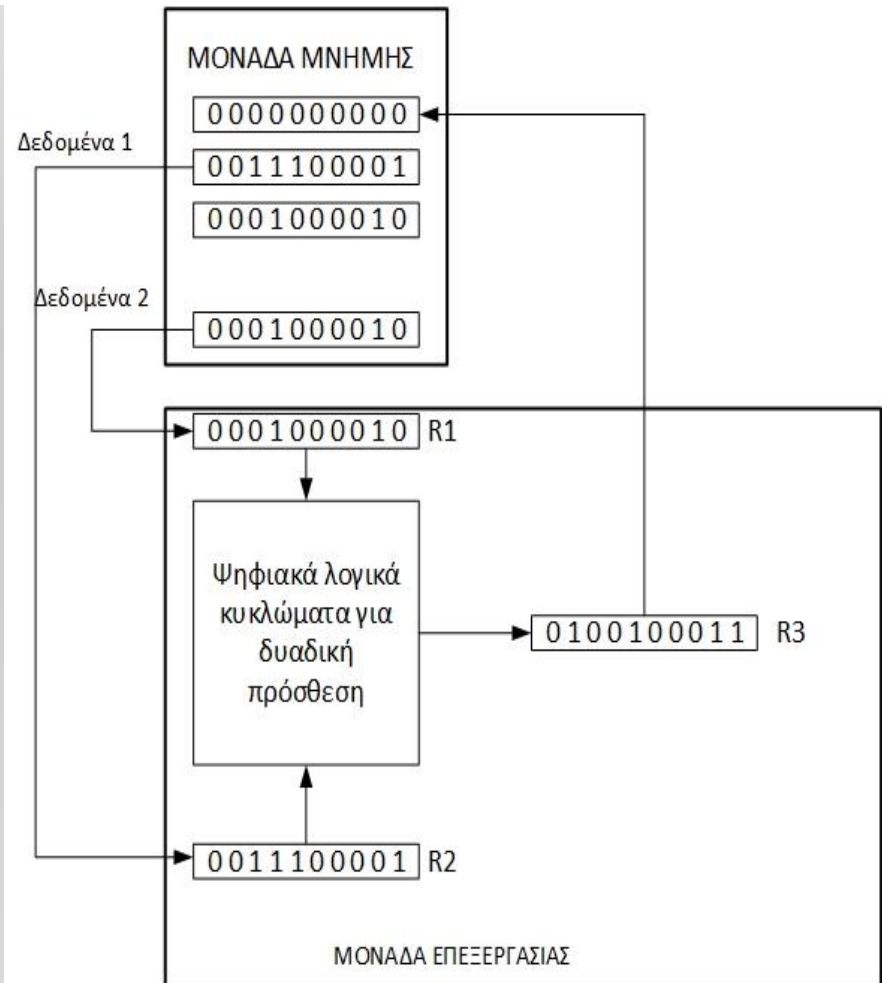 ΜΟΝΑΔΑ ΜΝΗΜΗΣ
0000000000
Δεδομένα 1
0011100001
0001000010
Δεδομένα 2
0001000010
0001000010 R1
Ψηφιακά λογικά
κυκλώματα για
δυαδική
πρόσθεση
0100100011 R3
0011100001 R2
ΜΟΝΑΔΑ ΕΠΕΞΕΡΓΑΣΙΑΣ